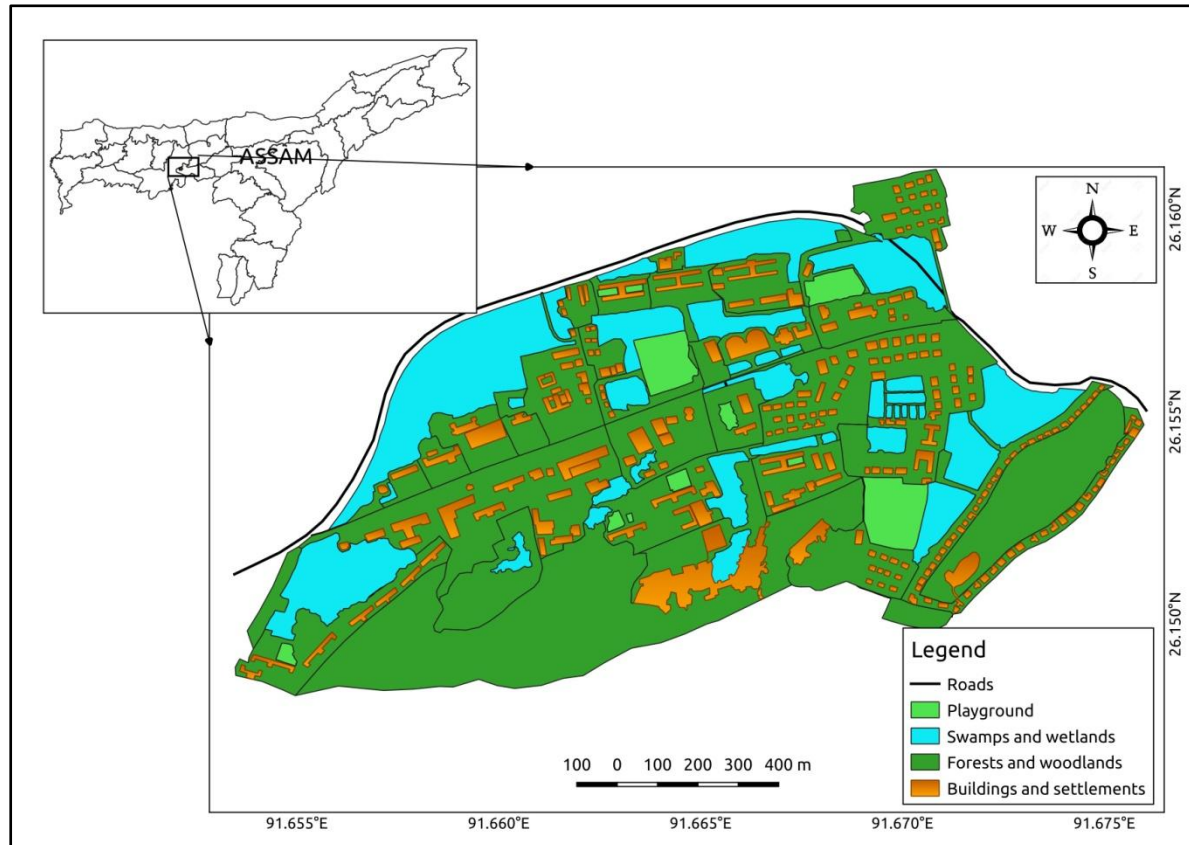 ASSAM
N
W E
S
26.160°N
26.155°N
26.150°N
Legend
Roads
Playground
Swamps and wetlands
Forests and woodlands
Buildings and settlements
100 0 100 200 300 400 m
91.655°E 91.660°E 91.665°E 91.670°E 91.675°E